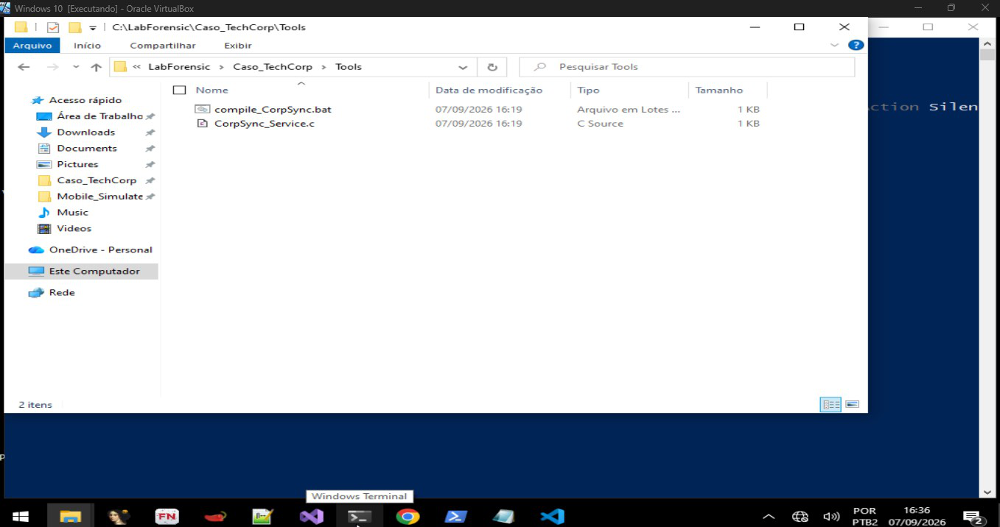 Windows 10 [Executando] - Oracle VirtualBox
C:\LabForensic\Caso_TechCorp\Tools
Arquivo Início Compartilhar Exibir
« LabForensic > Caso_TechCorp > Tools Pesquisar Tools
Nome Data de modificação Tipo Tamanho
compile_CorpSync.bat 07/09/2026 16:19 Arquivo em Lotes ... 1 KB
CorpSync_Service.c 07/09/2026 16:19 C Source 1 KB
Acesso rápido
Área de Trabalho
Downloads
Documents
Pictures
Caso_TechCorp
Mobile_Simulate
Music
Videos
OneDrive - Personal
Este Computador
Rede
ction Silen
2 itens
P
Windows Terminal
FN
POR
PTB2
16:36
07/09/2026
2